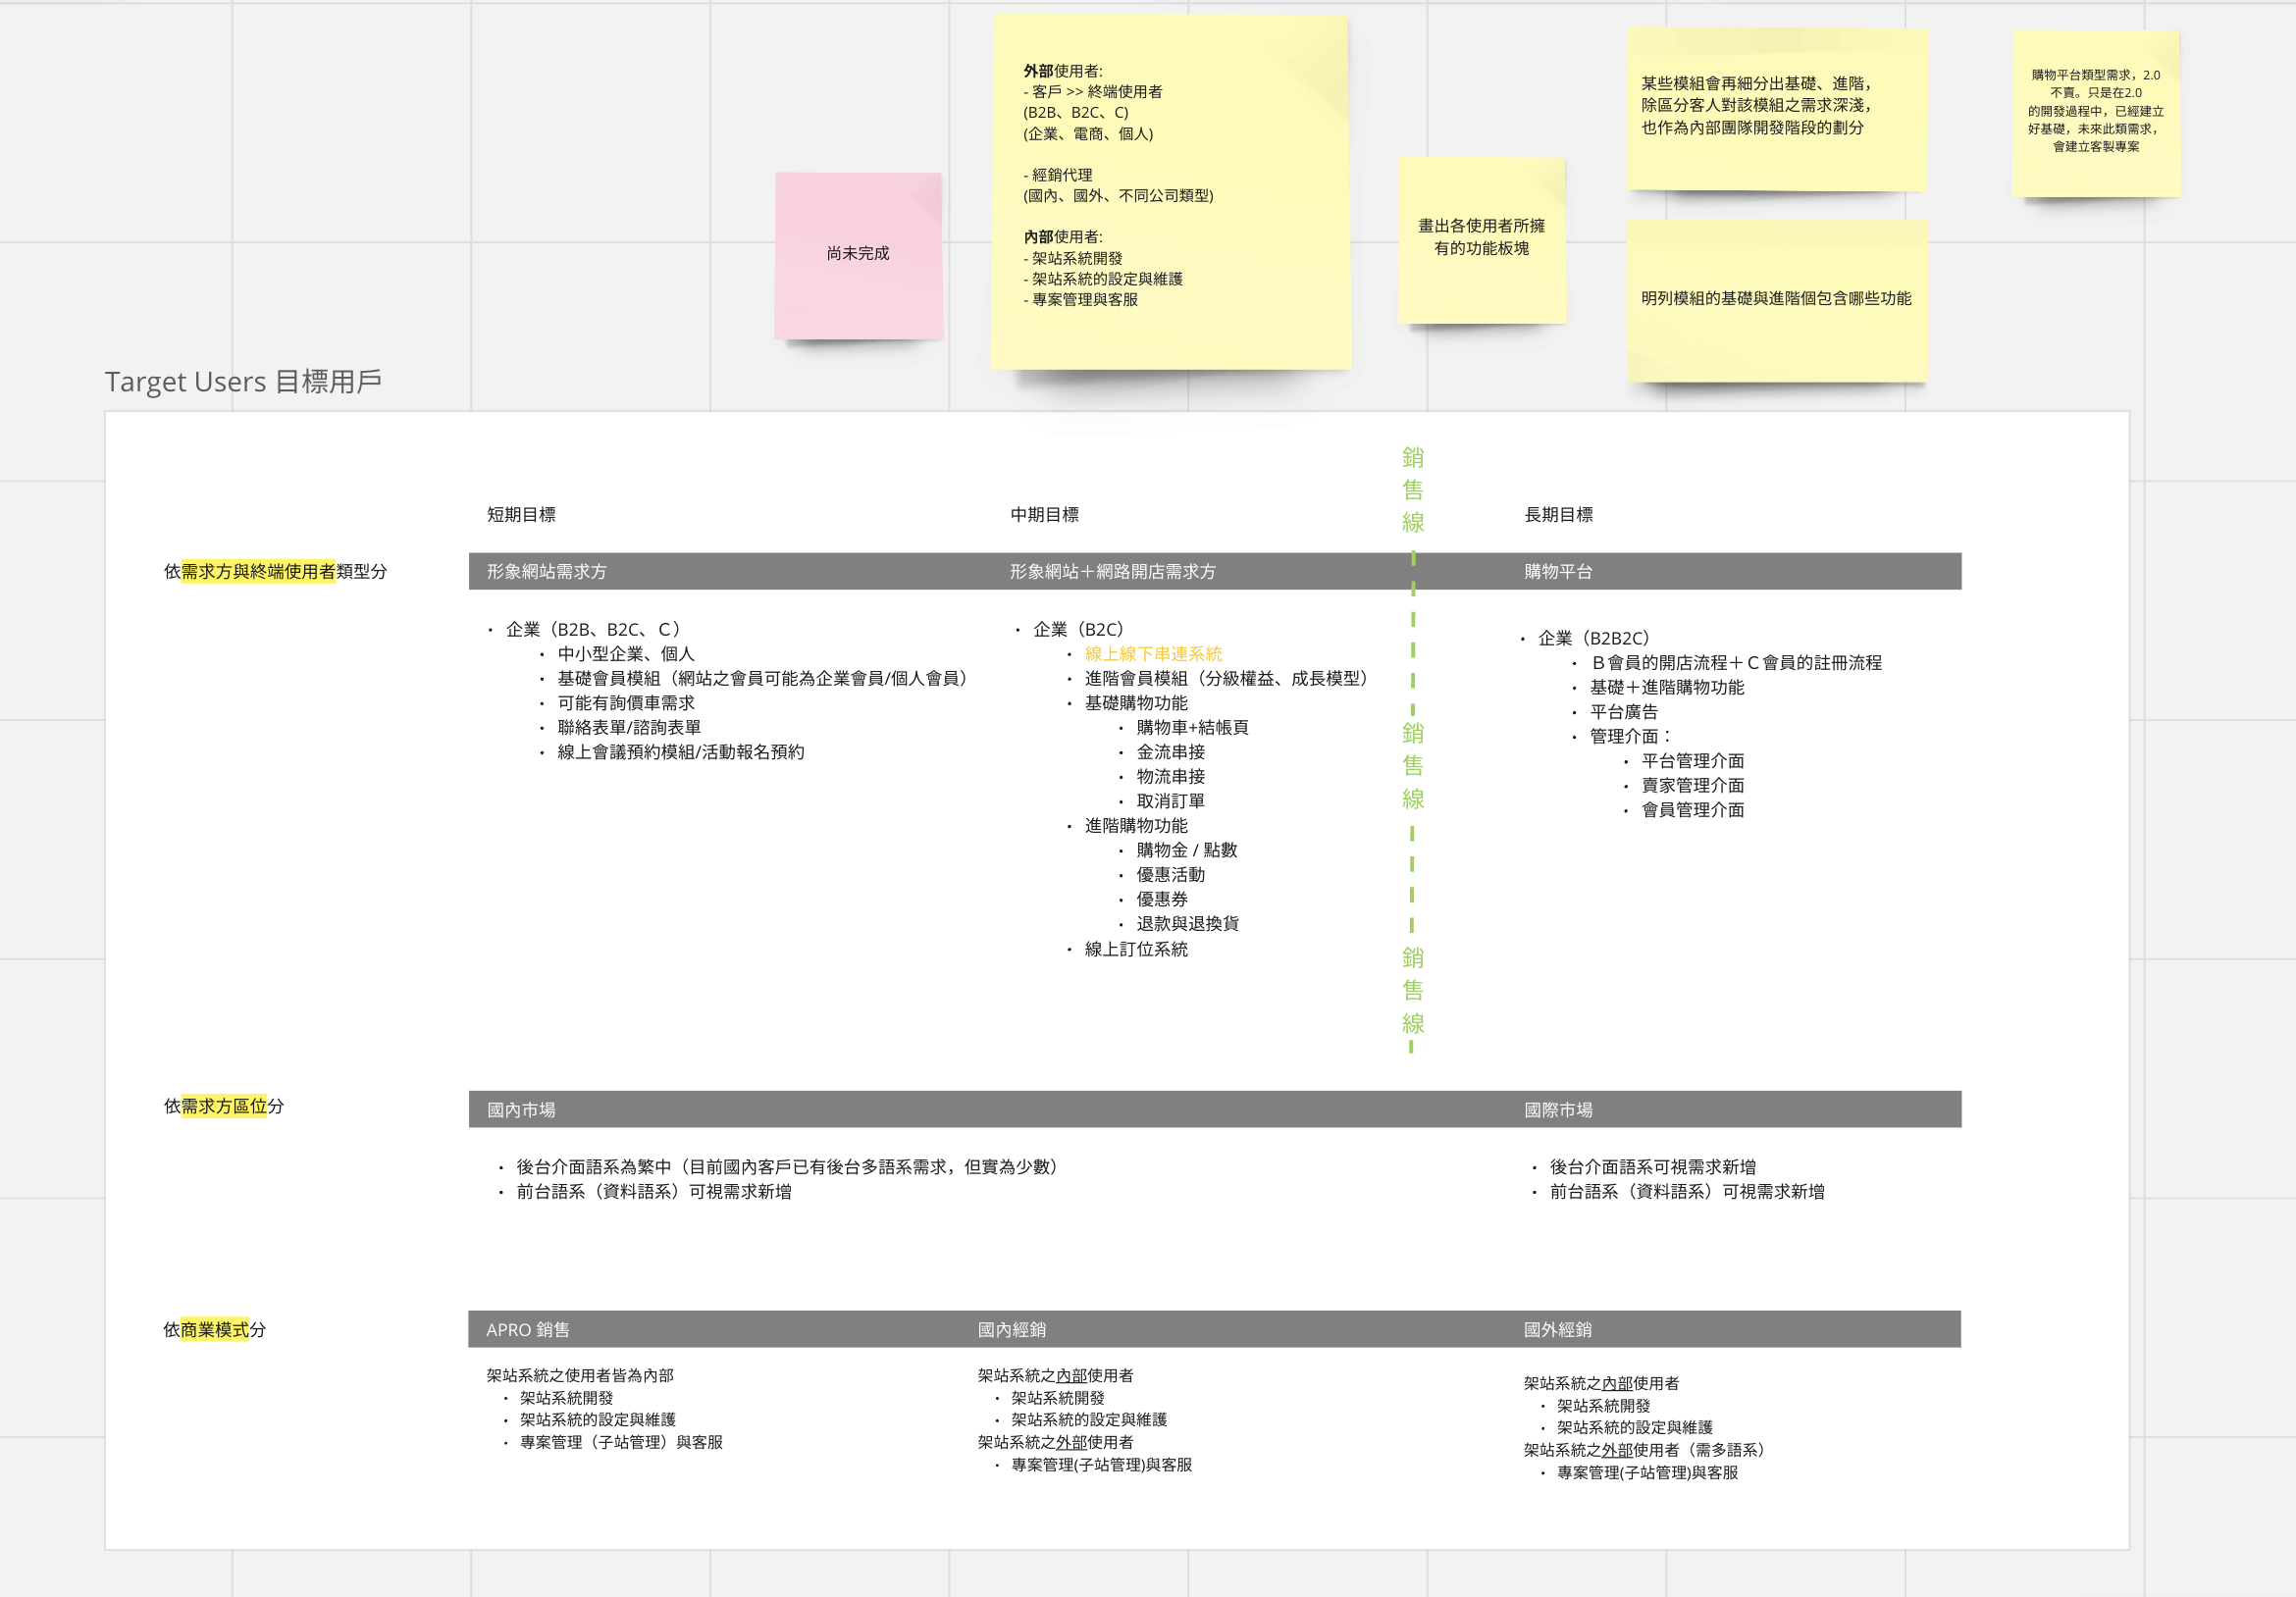 外部使用者:
- 客戶 >> 終端使用者
(B2B、B2C、C)
(企業、電商、個人)
- 經銷代理
(國內、國外、不同公司類型)
內部使用者:
- 架站系統開發
- 架站系統的設定與維護
- 專案管理與客服
尚未完成
畫出各使用者所擁
有的功能板塊
某些模組會再細分出基礎、進階，
除區分客人對該模組之需求深淺，
也作為內部團隊開發階段的劃分
明列模組的基礎與進階個包含哪些功能
購物平台類型需求，2.0
不賣。只是在2.0
的開發過程中，已經建立
好基礎，未來此類需求，
會建立客製專案
Target Users 目標用戶
短期目標
中期目標
長期目標
銷
售
線
依需求方與終端使用者類型分
形象網站需求方
形象網站＋網路開店需求方
購物平台
• 企業（B2B、B2C、Ｃ）
• 中小型企業、個人
• 基礎會員模組（網站之會員可能為企業會員/個人會員）
• 可能有詢價車需求
• 聯絡表單/諮詢表單
• 線上會議預約模組/活動報名預約
• 企業（B2C）
• 線上線下串連系統
• 進階會員模組（分級權益、成長模型）
• 基礎購物功能
• 購物車+結帳頁
• 金流串接
• 物流串接
• 取消訂單
• 進階購物功能
• 購物金 / 點數
• 優惠活動
• 優惠券
• 退款與退換貨
• 線上訂位系統
銷
售
線
銷
售
線
• 企業（B2B2C）
• Ｂ會員的開店流程＋Ｃ會員的註冊流程
• 基礎＋進階購物功能
• 平台廣告
• 管理介面：
• 平台管理介面
• 賣家管理介面
• 會員管理介面
依需求方區位分
國內市場
國際市場
• 後台介面語系為繁中（目前國內客戶已有後台多語系需求，但實為少數）
• 前台語系（資料語系）可視需求新增
• 後台介面語系可視需求新增
• 前台語系（資料語系）可視需求新增
依商業模式分
APRO 銷售
國內經銷
國外經銷
架站系統之使用者皆為內部
• 架站系統開發
• 架站系統的設定與維護
• 專案管理（子站管理）與客服
架站系統之內部使用者
• 架站系統開發
• 架站系統的設定與維護
架站系統之外部使用者
• 專案管理(子站管理)與客服
架站系統之內部使用者
• 架站系統開發
• 架站系統的設定與維護
架站系統之外部使用者（需多語系）
• 專案管理(子站管理)與客服